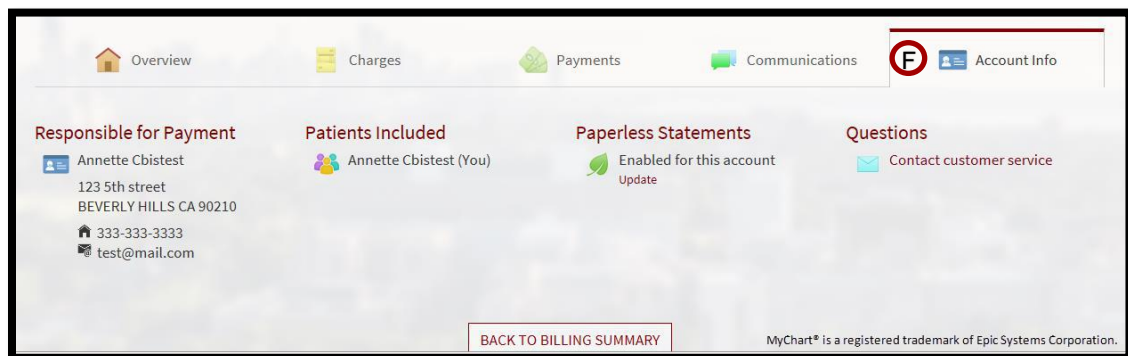 Overview
Charges
Payments
Communications
F
Account Info
Responsible for Payment
Annette Cbistest
123 5th street
BEVERLY HILLS CA 90210
333-333-3333
test@mail.com
Patients Included
Annette Cbistest (You)
Paperless Statements
Enabled for this account
Update
Questions
Contact customer service
BACK TO BILLING SUMMARY
MyChart® is a registered trademark of Epic Systems Corporation.